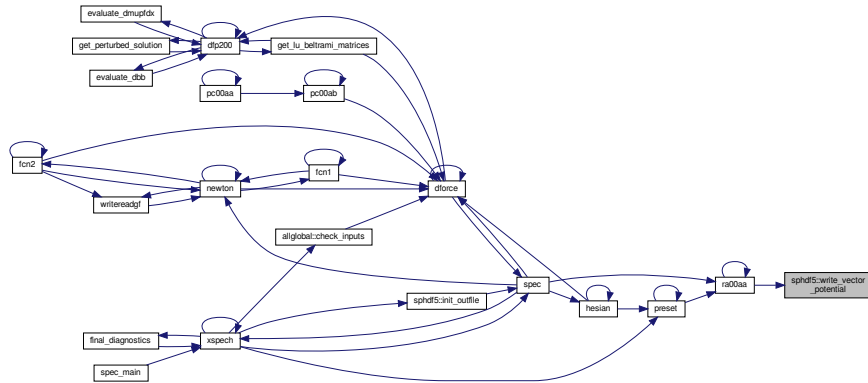 evaluate_dmupfdx
get_perturbed_solution
dfp200
get_lu_beltrami_matrices
evaluate_dbb
pc00aa
pc00ab
fcn2
fcn1
newton
dforce
writereadgf
allglobal::check_inputs
spec
ra00aa
sphdf5::write_vector
_potential
sphdf5::init_outfile
hesian
preset
final_diagnostics
xspech
spec_main